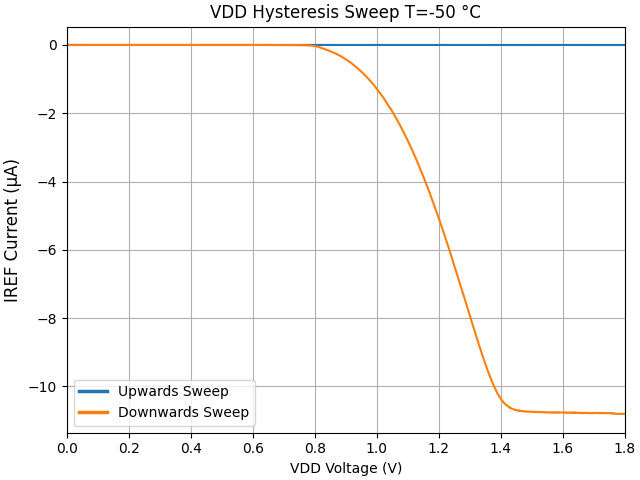 VDD Hysteresis Sweep T=-50 °C
IREF Current (μA)
0
−2
−4
−6
−8
−10
Upwards Sweep
Downwards Sweep
0.0 0.2 0.4 0.6 0.8 1.0 1.2 1.4 1.6 1.8
VDD Voltage (V)